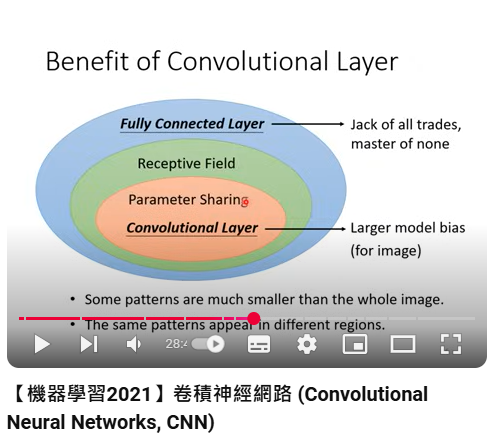 Benefit of Convolutional Layer
Fully Connected Layer
Jack of all trades,
master of none
Receptive Field
Parameter Sharing
Convolutional Layer
Larger model bias
(for image)
• Some patterns are much smaller than the whole image.
• The same patterns appear in different regions.
28:4
【機器學習2021】卷積神經網路 (Convolutional
Neural Networks, CNN)